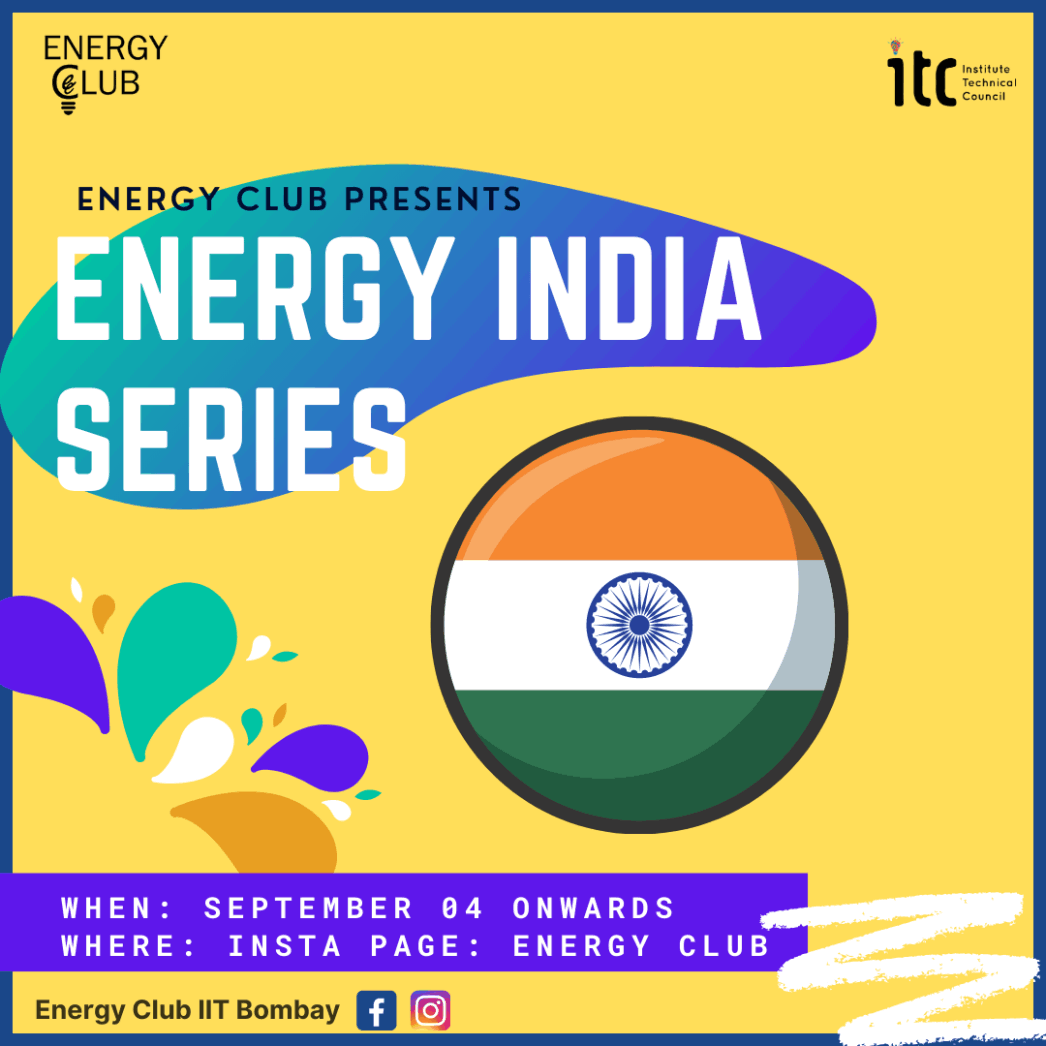 ENERGY
CLUB
itc
Institute
Technical
Council
ENERGY CLUB PRESENTS
ENERGY INDIA
SERIES
WHEN: SEPTEMBER 04 ONWARDS
WHERE: INSTA PAGE: ENERGY CLUB
Energy Club IIT Bombay